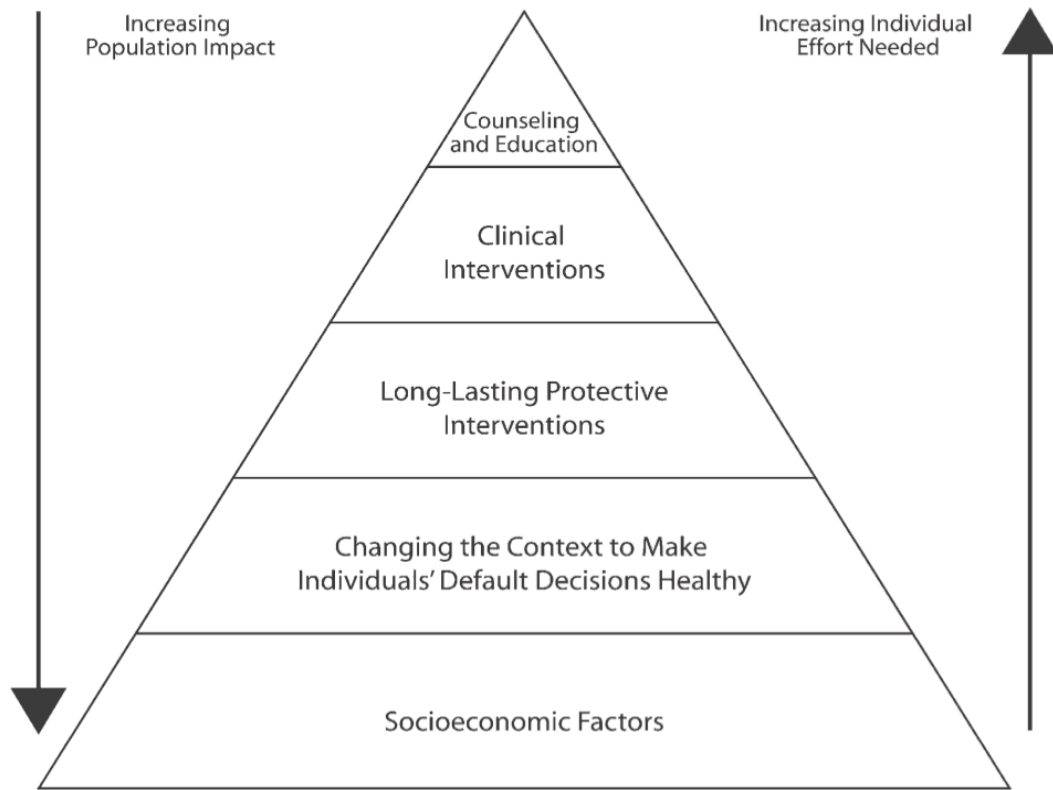 Increasing
Population Impact
Increasing Individual
Effort Needed
Counseling
and Education
Clinical
Interventions
Long-Lasting Protective
Interventions
Changing the Context to Make
Individuals’ Default Decisions Healthy
Socioeconomic Factors